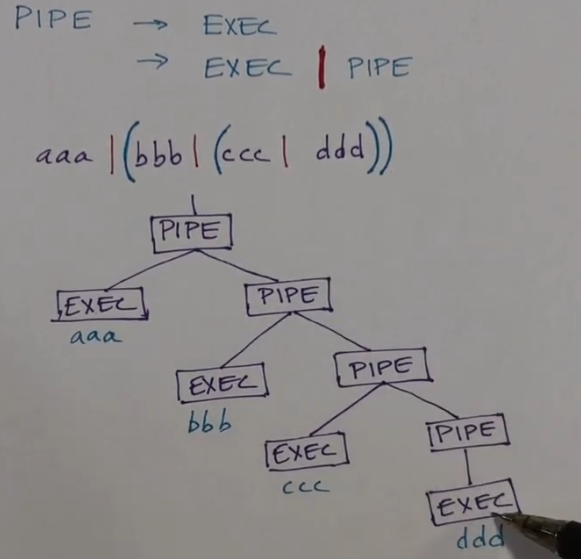 PIPE → EXEC
→ EXEC | PIPE
aaa |(bbb| (ccc | ddd))
PIPE
EXEC PIPE
aaa
EXEC PIPE
bbb
EXEC PIPE
ccc
EXEC
ddd